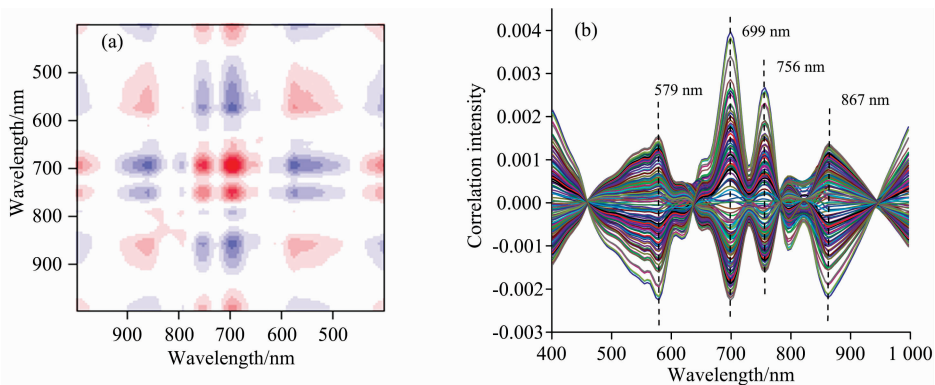 (a)
500
600
700
800
900
Wavelength/nm
900 800 700 600 500
Wavelength/nm
(b)
0.004
0.003
0.002
0.001
0.000
-0.001
-0.002
-0.003
Correlation intensity
579 nm
699 nm
756 nm
867 nm
400 500 600 700 800 900 1 000
Wavelength/nm